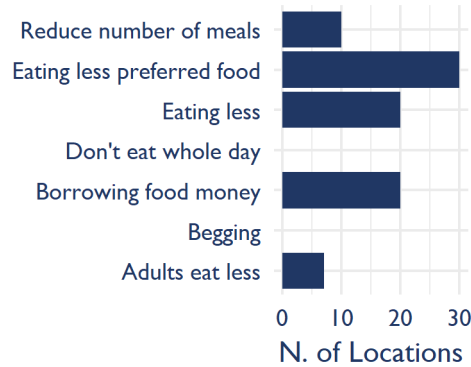 Reduce number of meals
Eating less preferred food
Eating less
Don't eat whole day
Borrowing food money
Begging
Adults eat less
0 10 20 30
N. of Locations